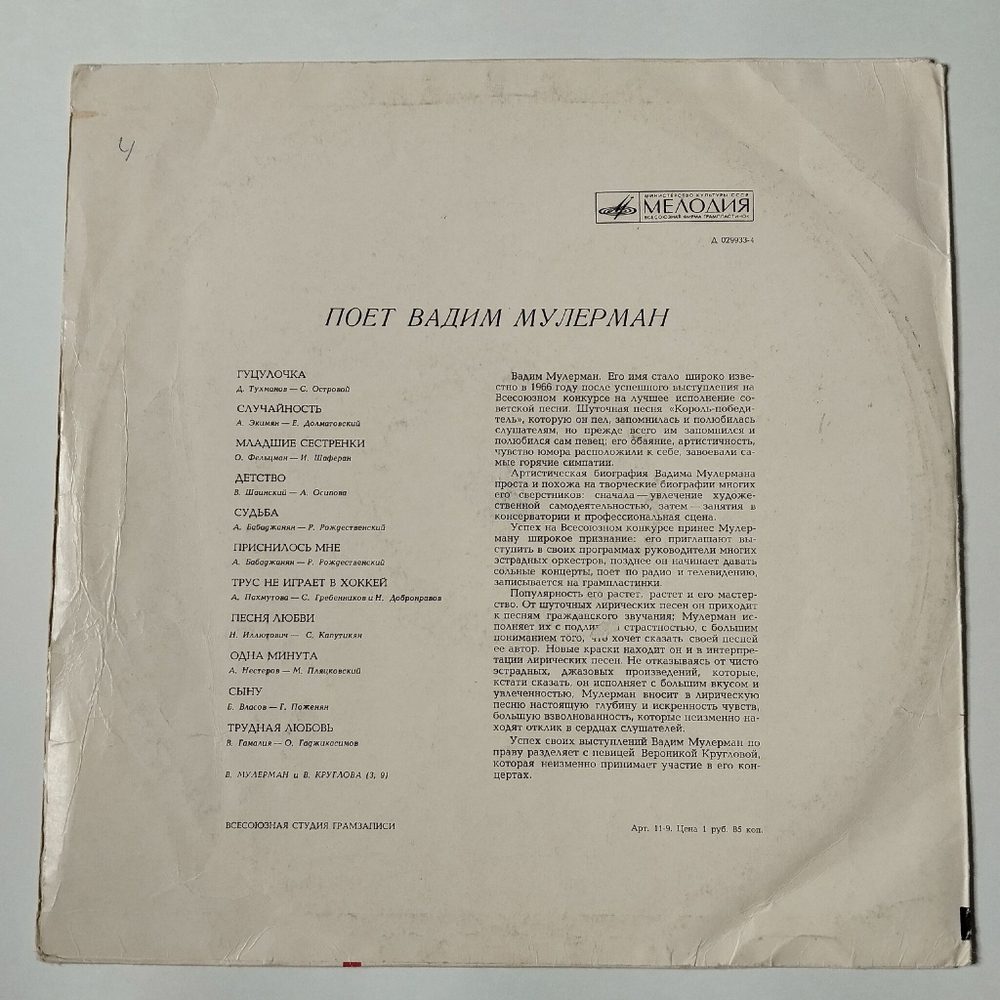 Ч
МИНИСТЕРСТВО КУЛЬТУРЫ СССР
МЕЛОДИЯ
ВСЕСОЮЗНАЯ ФИРМА ГРАМПЛАСТИНОК
Д 029933-4
ПОЕТ ВАДИМ МУЛЕРМАН
ГУЦУЛОЧКА
Д. Тухманов — С. Островой
СЛУЧАЙНОСТЬ
А. Экимян — Е. Долматовский
МЛАДШИЕ СЕСТРЕНКИ
О. Фельцман — И. Шаферан
ДЕТСТВО
В. Шаинский — А. Осипова
СУДЬБА
А. Бабаджанян — Р. Рождественский
ПРИСНИЛОСЬ МНЕ
А. Бабаджанян — Р. Рождественский
ТРУС НЕ ИГРАЕТ В ХОККЕЙ
А. Пахмутова — С. Гребенников и Н. Добронравов
ПЕСНЯ ЛЮБВИ
Н. Иллютович — С. Капутикян
ОДНА МИНУТА
А. Нестеров — М. Пляцковский
СЫНУ
Е. Власов — Г. Поженян
ТРУДНАЯ ЛЮБОВЬ
В. Гамалия — О. Гаджикасимов
В. МУЛЕРМАН и В. КРУГЛОВА (3, 9)
Вадим Мулерман. Его имя стало широко изве-
стно в 1966 году после успешного выступления на
Всесоюзном конкурсе на лучшее исполнение со-
ветской песни. Шуточная песня «Король-победи-
тель», которую он пел, запомнилась и полюбилась
слушателям, но прежде всего им запомнился и
полюбился сам певец; его обаяние, артистичность,
чувство юмора расположили к себе, завоевали са-
мые горячие симпатии.
Артистическая биография Вадима Мулермана
проста и похожа на творческие биографии многих
его сверстников: сначала — увлечение художе-
ственной самодеятельностью, затем — занятия в
консерватории и профессиональная сцена.
Успех на Всесоюзном конкурсе принес Мулер-
ману широкое признание: его приглашают вы-
ступить в своих программах руководители многих
эстрадных оркестров, позднее он начинает давать
сольные концерты, поет по радио и телевидению,
записывается на грампластинки.
Популярность его растет, растет и его мастер-
ство. От шуточных лирических песен он приходит
к песням гражданского звучания; Мулерман ис-
полняет их с страстностью, с большим
пониманием того, что хочет сказать своей песней
ее автор. Новые краски находит он и в интерпре-
тации лирических песен. Не отказываясь от чисто
эстрадных, джазовых произведений, которые,
кстати сказать, он исполняет с большим вкусом и
увлеченностью, Мулерман вносит в лирическую
песню настоящую глубину и искренность чувств,
большую взволнованность, которые неизменно на-
ходят отклик в сердцах слушателей.
Успех своих выступлений Вадим Мулерман по
праву разделяет с певицей Вероникой Кругловой,
которая неизменно принимает участие в его кон-
цертах.
ВСЕСОЮЗНАЯ СТУДИЯ ГРАМЗАПИСИ
Арт. 11-9. Цена 1 руб. 85 коп.